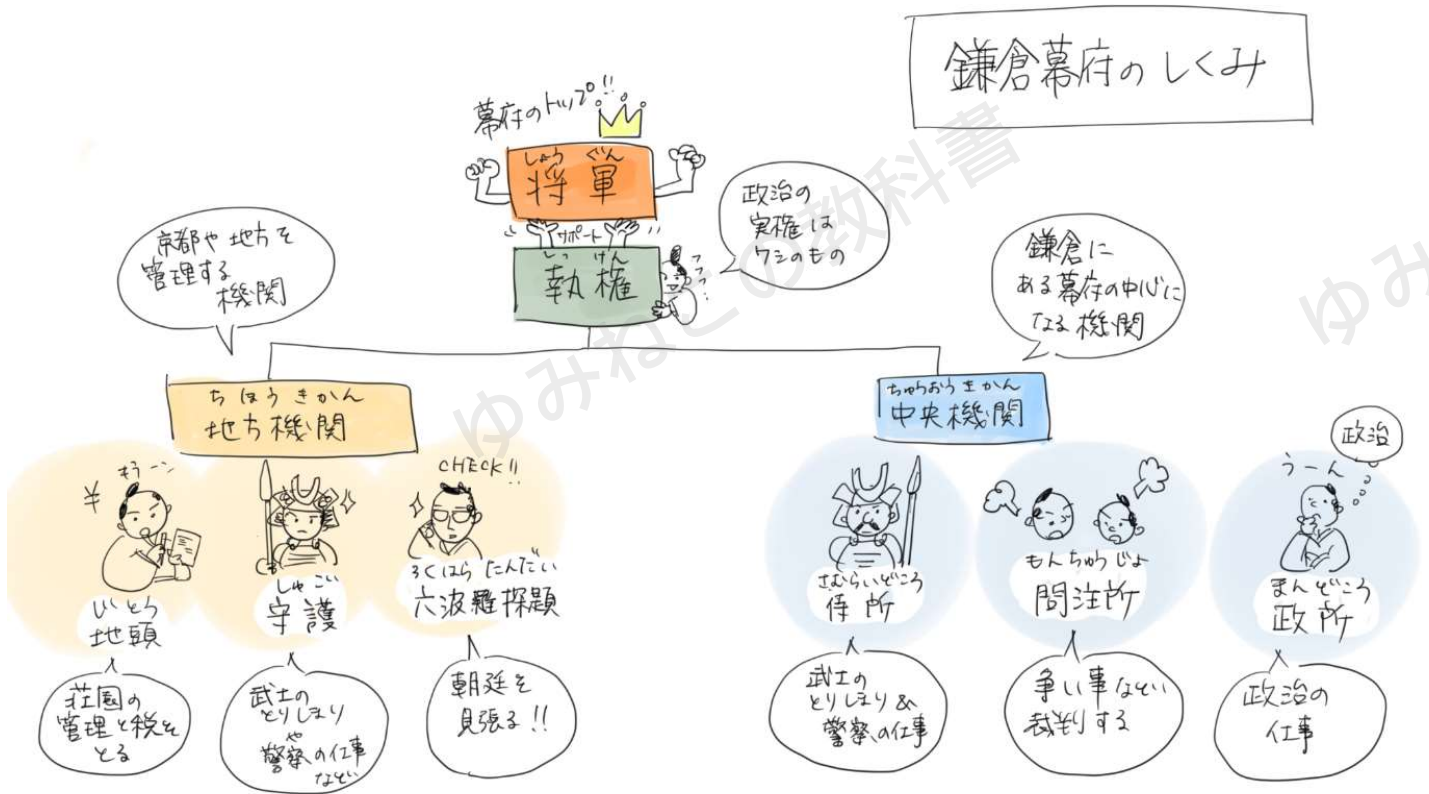 鎌倉幕府のしくみ
幕府のトップ!!
しょうぐん
将軍
サポート
しっけん
執権
フフフ…
政治の
実権は
ワシのもの
京都や地方を
管理する
機関
鎌倉に
ある幕府の中心に
なる機関
ちほうきかん
地方機関
ちゅうおうきかん
中央機関
¥
じとう
地頭
荘園の
管理と税を
とる
しゅご
守護
武士の
とりしまり
や
警察の仕事
など
CHECK!!
ろくはらたんだい
六波羅探題
朝廷を
見張る!!
さむらいどころ
侍所
武士の
とりしまり&
警察の仕事
もんちゅうじょ
問注所
争い事など
裁判する
政治
うーん
まんどころ
政所
政治の
仕事
ゆみねこの教科書
ゆみ